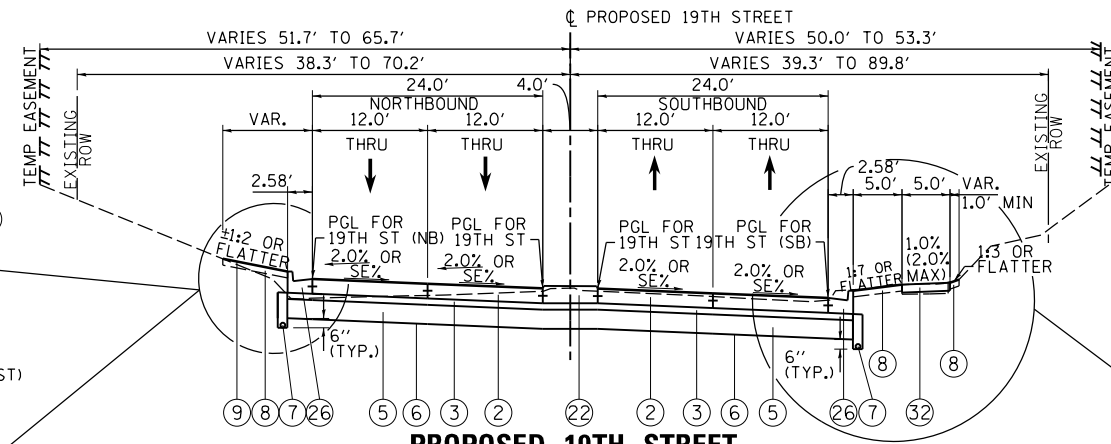 ℄ PROPOSED 19TH STREET
VARIES 51.7' TO 65.7'
VARIES 50.0' TO 53.3'
VARIES 38.3' TO 70.2'
VARIES 39.3' TO 89.8'
TEMP EASEMENT
EXISTING
ROW
24.0'
4.0'
24.0'
NORTHBOUND
SOUTHBOUND
VAR.
12.0'
12.0'
12.0'
12.0'
THRU
THRU
THRU
THRU
EXISTING
ROW
TEMP EASEMENT
2.58'
2.58'
5.0'
5.0'
VAR.
1.0' MIN
±1:2 OR
FLATTER
PGL FOR
19TH ST (NB)
PGL FOR
19TH ST
PGL FOR
19TH ST
PGL FOR
19TH ST (SB)
2.0% OR
SE%
2.0% OR
SE%
2.0% OR
SE%
2.0% OR
SE%
1:7 OR
FLATTER
1.0%
(2.0%
MAX)
1:3 OR
FLATTER
6''
(TYP.)
6''
(TYP.)
8
8
9 8 7 26 5 6 3 2 22 2 3 6 5 26 7 32
ST)